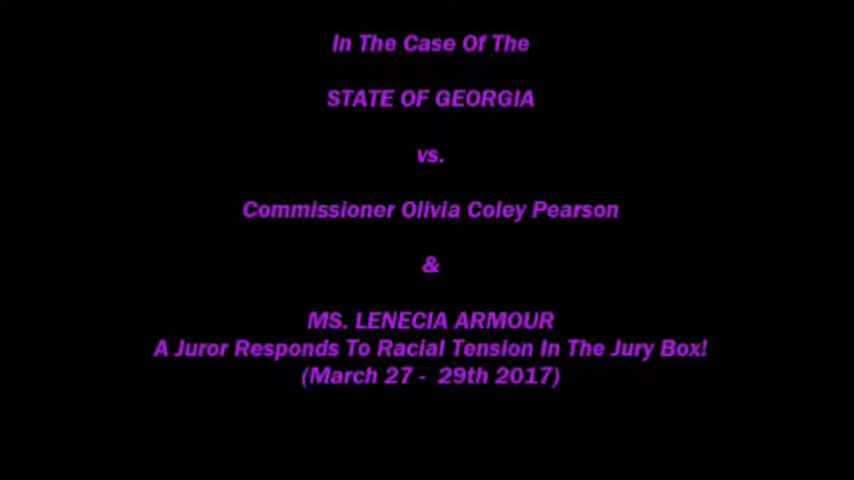 In The Case Of The
STATE OF GEORGIA
vs.
Commissioner Olivia Coley Pearson
&
MS. LENECIA ARMOUR
A Juror Responds To Racial Tension In The Jury Box!
(March 27 - 29th 2017)